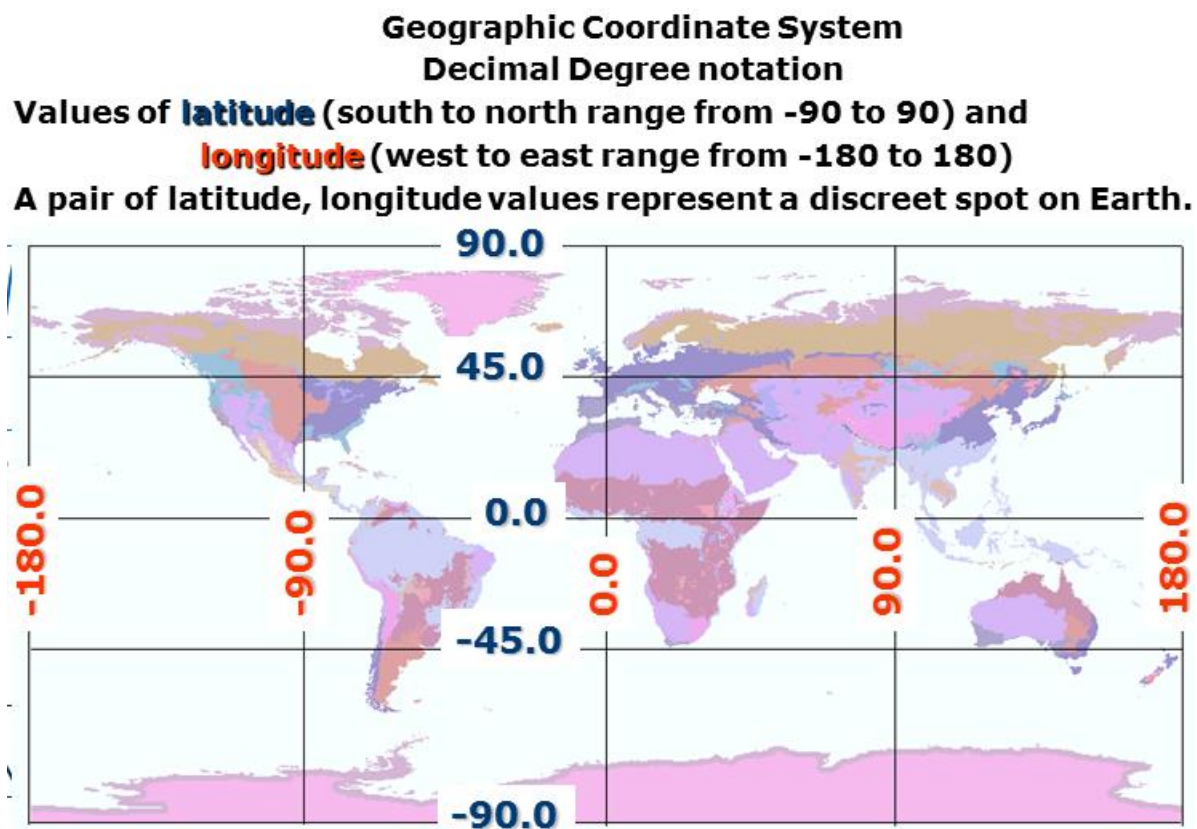 Geographic Coordinate System
Decimal Degree notation
Values of latitude (south to north range from -90 to 90) and
longitude (west to east range from -180 to 180)
A pair of latitude, longitude values represent a discreet spot on Earth.
90.0
45.0
0.0
-45.0
-90.0
-180.0
-90.0
0.0
90.0
180.0